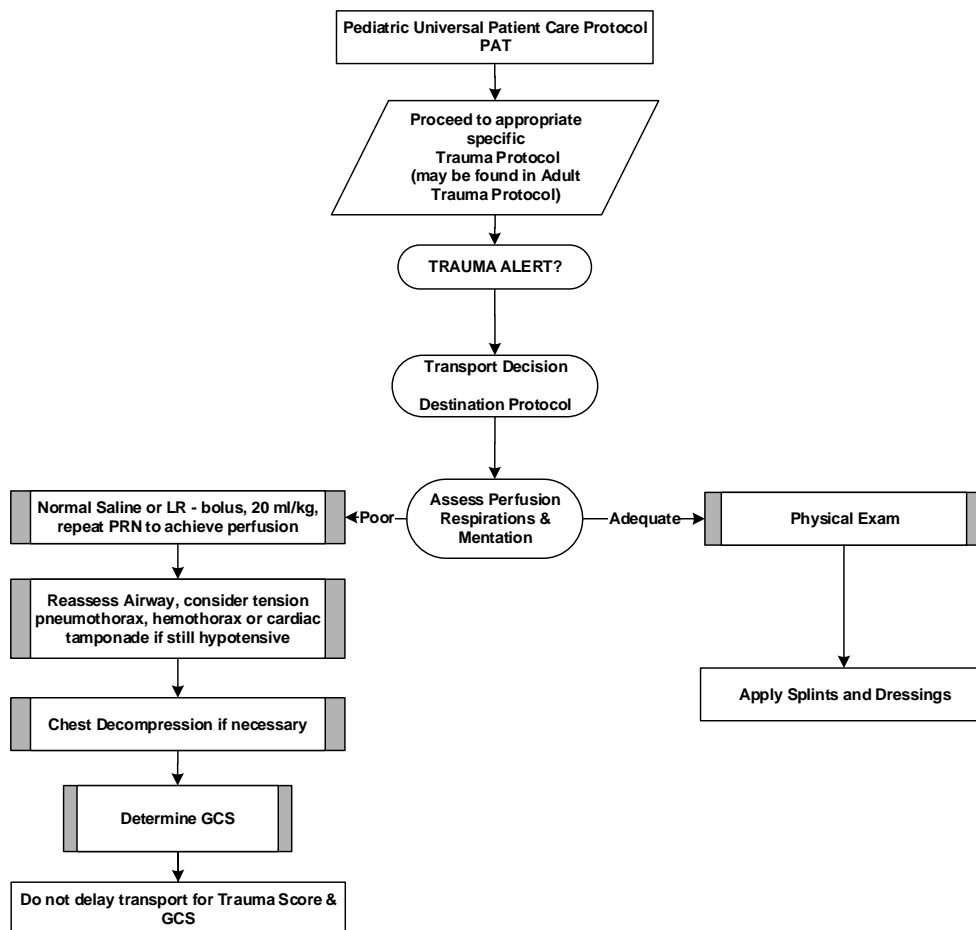 Pediatric Universal Patient Care Protocol
PAT
Proceed to appropriate
specific
Trauma Protocol
(may be found in Adult
Trauma Protocol)
TRAUMA ALERT?
Transport Decision
Destination Protocol
Assess Perfusion
Respirations &
Mentation
Poor
Normal Saline or LR - bolus, 20 ml/kg,
repeat PRN to achieve perfusion
Reassess Airway, consider tension
pneumothorax, hemothorax or cardiac
tamponade if still hypotensive
Chest Decompression if necessary
Determine GCS
Do not delay transport for Trauma Score &
GCS
Adequate
Physical Exam
Apply Splints and Dressings